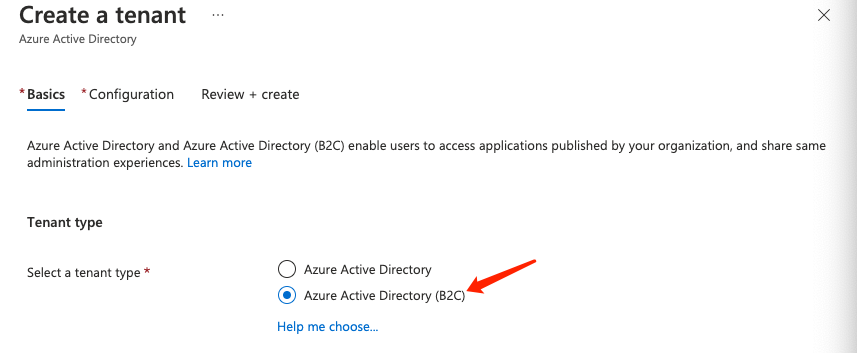 Create a tenant ...
Azure Active Directory
* Basics * Configuration Review + create
Azure Active Directory and Azure Active Directory (B2C) enable users to access applications published by your organization, and share same
administration experiences. Learn more
Tenant type
Select a tenant type *
Azure Active Directory
Azure Active Directory (B2C)
Help me choose...